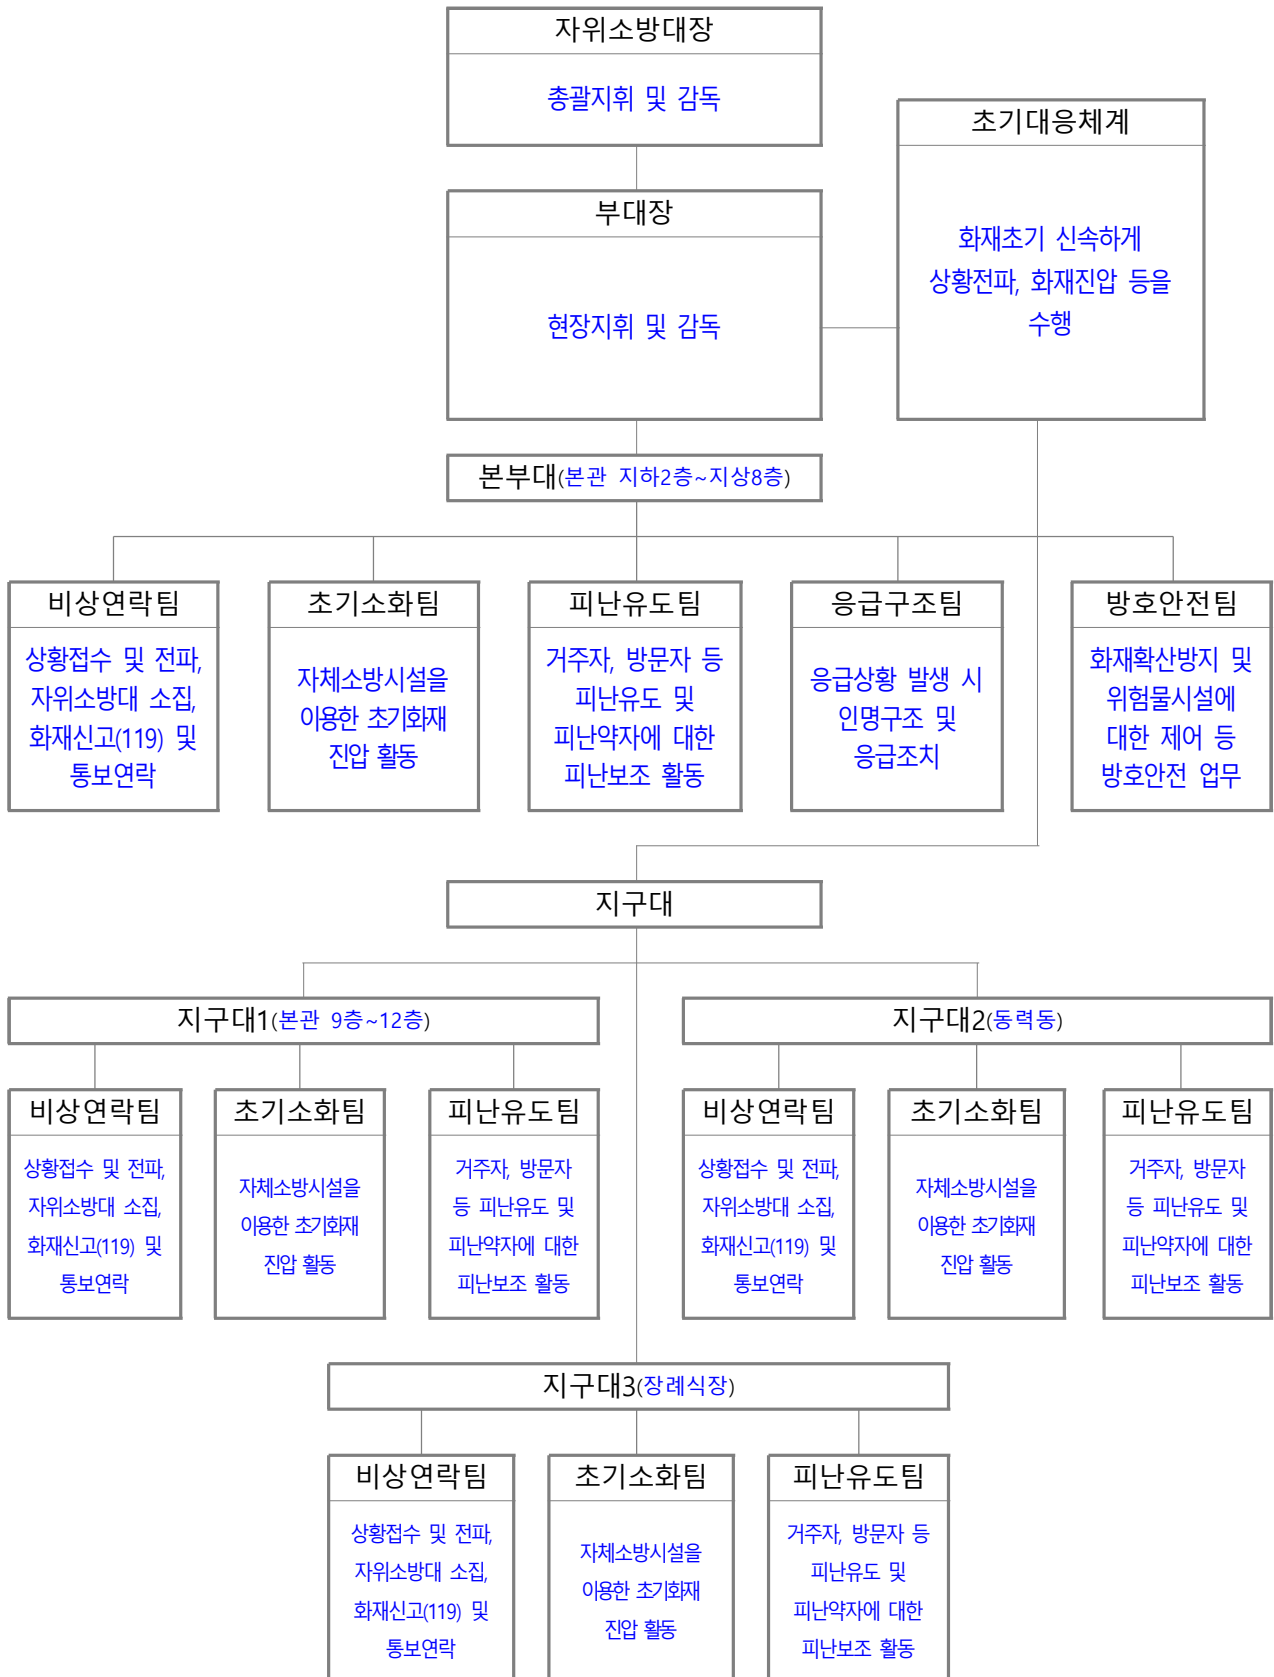 자위소방대장
총괄지휘 및 감독
초기대응체계
화재초기 신속하게
상황전파, 화재진압 등을
수행
부대장
현장지휘 및 감독
본부대(본관 지하2층~지상8층)
비상연락팀
상황접수 및 전파,
자위소방대 소집,
화재신고(119) 및
통보연락
초기소화팀
자체소방시설을
이용한 초기화재
진압 활동
피난유도팀
거주자, 방문자 등
피난유도 및
피난약자에 대한
피난보조 활동
응급구조팀
응급상황 발생 시
인명구조 및
응급조치
방호안전팀
화재확산방지 및
위험물시설에
대한 제어 등
방호안전 업무
지구대
지구대1(본관 9층~12층)
비상연락팀
상황접수 및 전파,
자위소방대 소집,
화재신고(119) 및
통보연락
초기소화팀
자체소방시설을
이용한 초기화재
진압 활동
피난유도팀
거주자, 방문자
등 피난유도 및
피난약자에 대한
피난보조 활동
지구대2(동력동)
비상연락팀
상황접수 및 전파,
자위소방대 소집,
화재신고(119) 및
통보연락
초기소화팀
자체소방시설을
이용한 초기화재
진압 활동
피난유도팀
거주자, 방문자
등 피난유도 및
피난약자에 대한
피난보조 활동
지구대3(장례식장)
비상연락팀
상황접수 및 전파,
자위소방대 소집,
화재신고(119) 및
통보연락
초기소화팀
자체소방시설을
이용한 초기화재
진압 활동
피난유도팀
거주자, 방문자 등
피난유도 및
피난약자에 대한
피난보조 활동